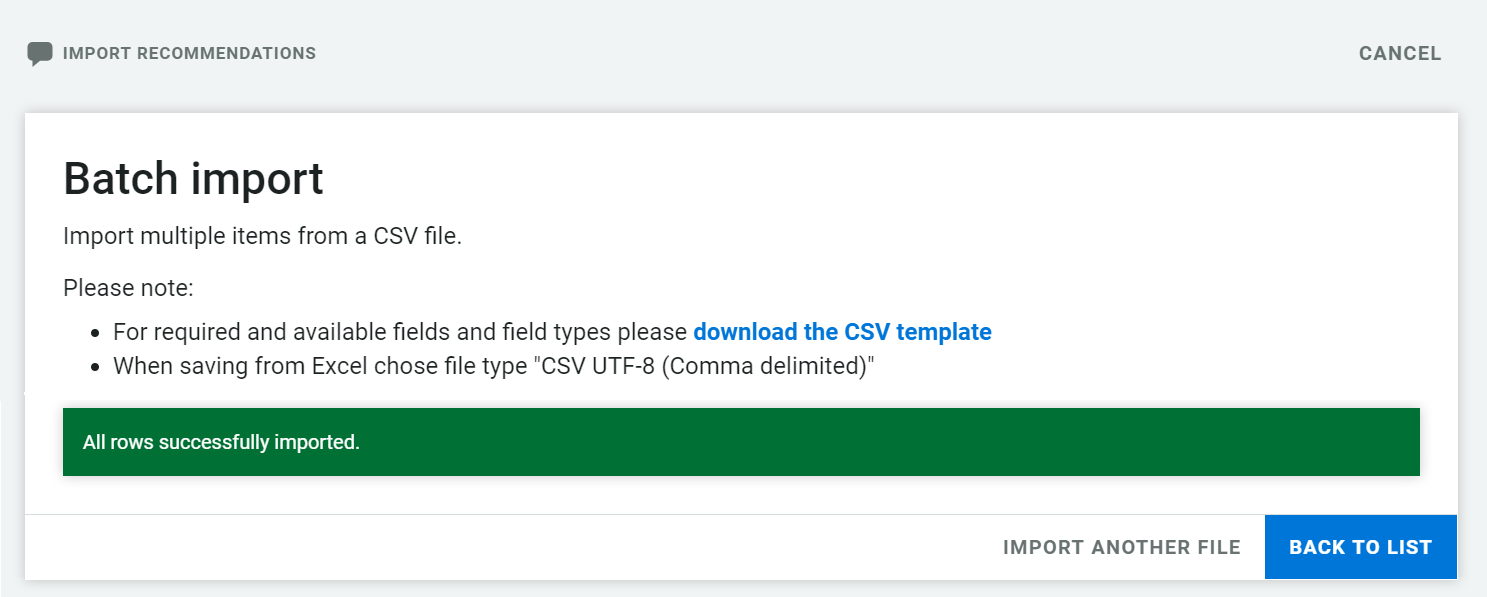 IMPORT RECOMMENDATIONS
CANCEL
Batch import
Import multiple items from a CSV file.
Please note:
• For required and available fields and field types please download the CSV template
• When saving from Excel chose file type "CSV UTF-8 (Comma delimited)"
All rows successfully imported.
IMPORT ANOTHER FILE
BACK TO LIST